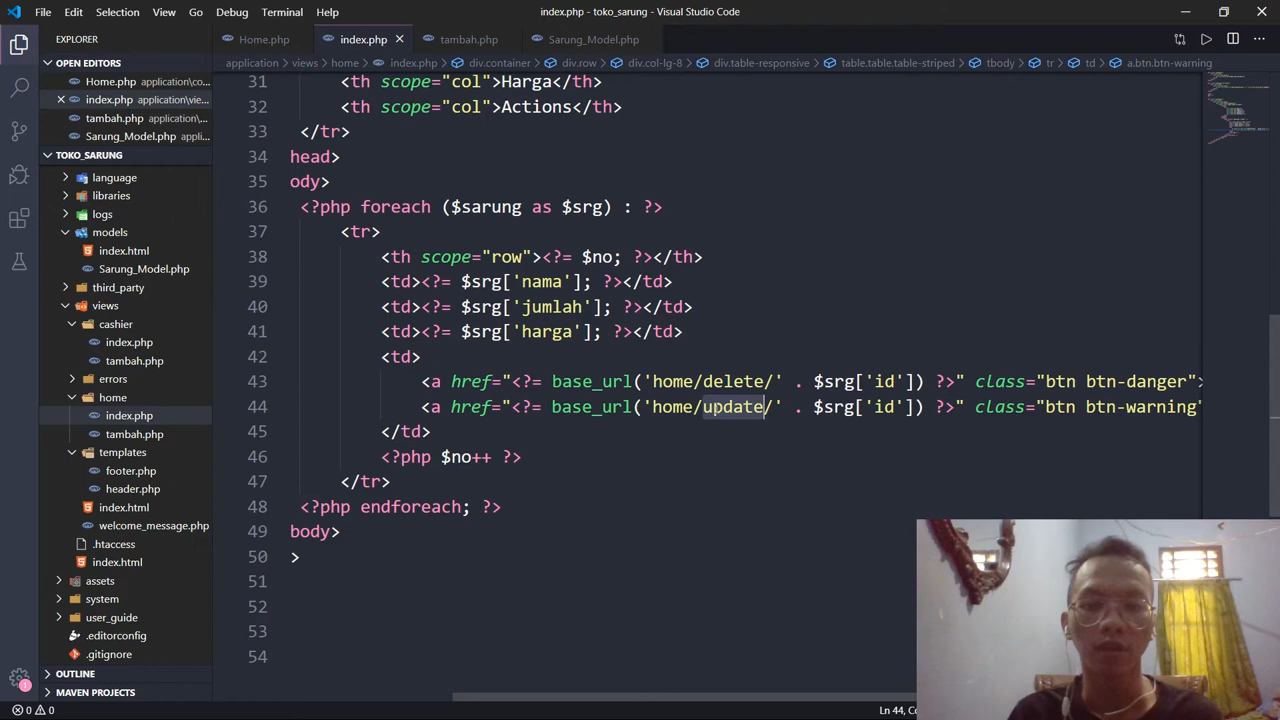 File Edit Selection View Go Debug Terminal Help
index.php - toko_sarung - Visual Studio Code
EXPLORER
Home.php
index.php
tambah.php
Sarung_Model.php
OPEN EDITORS
Home.php application\co...
index.php application\vie...
tambah.php application\...
Sarung_Model.php applic...
TOKO_SARUNG
language
libraries
logs
models
index.html
Sarung_Model.php
third_party
views
cashier
index.php
tambah.php
errors
home
index.php
tambah.php
templates
footer.php
header.php
index.html
welcome_message.php
.htaccess
index.html
assets
system
user_guide
.editorconfig
.gitignore
OUTLINE
MAVEN PROJECTS
application > views > home > index.php > div.container > div.row > div.col-lg-8 > div.table-responsive > table.table.table-striped > tbody > tr > td > a.btn.btn-warning
31 <th scope="col">Harga</th>
32 <th scope="col">Actions</th>
33 </tr>
34 head>
35 ody>
36 <?php foreach ($sarung as $srg) : ?>
37 <tr>
38 <th scope="row"><?= $no; ?></th>
39 <td><?= $srg['nama']; ?></td>
40 <td><?= $srg['jumlah']; ?></td>
41 <td><?= $srg['harga']; ?></td>
42 <td>
43 <a href="<?= base_url('home/delete/' . $srg['id']) ?>" class="btn btn-danger">
44 <a href="<?= base_url('home/update/' . $srg['id']) ?>" class="btn btn-warning"
45 </td>
46 <?php $no++ ?>
47 </tr>
48 <?php endforeach; ?>
49 body>
50 >
51
52
53
54
1
0 0
Ln 44,